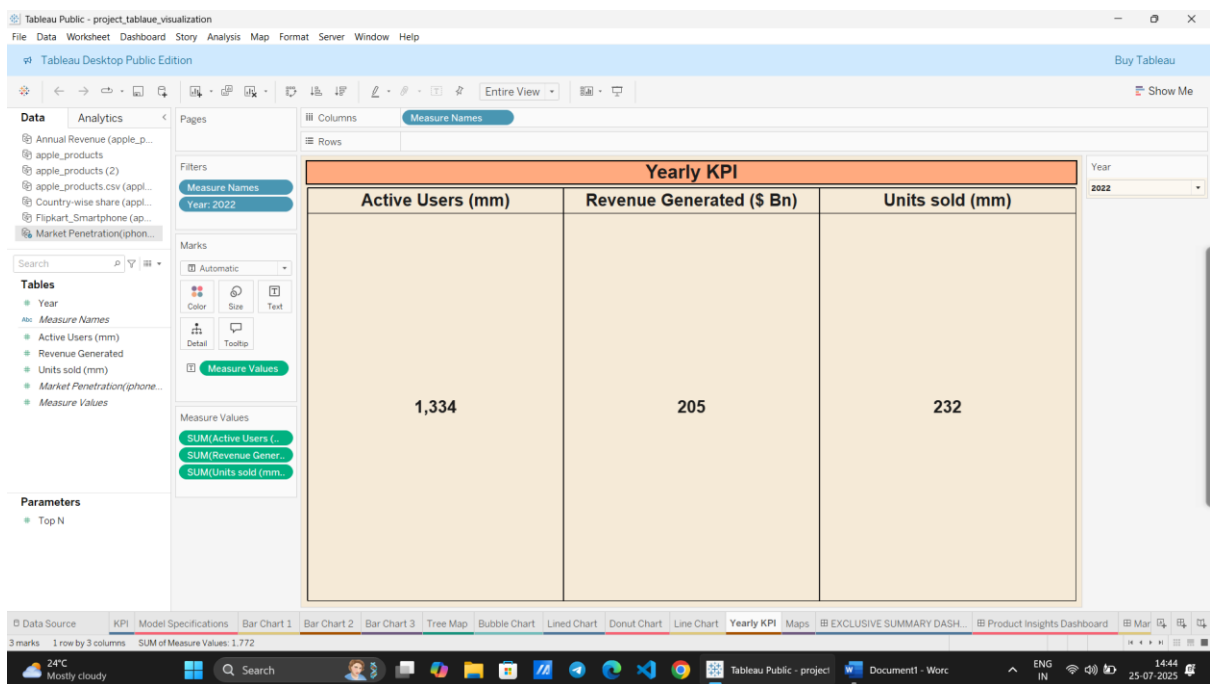 Tableau Public - project_tablaue_visualization
File Data Worksheet Dashboard Story Analysis Map Format Server Window Help
Tableau Desktop Public Edition
Buy Tableau
Entire View
Show Me
Data Analytics
Annual Revenue (apple_p...
apple_products
apple_products (2)
apple_products.csv (appl...
Country-wise share (appl...
Flipkart_Smartphone (ap...
Market Penetration(iphon...
Search
Tables
Year
Abc Measure Names
Active Users (mm)
Revenue Generated
Units sold (mm)
Market Penetration(iphone...
Measure Values
Parameters
Top N
Pages
Filters
Measure Names
Year: 2022
Marks
Automatic
Color Size Text
Detail Tooltip
Measure Values
Measure Values
SUM(Active Users (..
SUM(Revenue Gener..
SUM(Units sold (mm..
Columns Measure Names
Rows
Yearly KPI
Active Users (mm) Revenue Generated ($ Bn) Units sold (mm)
1,334 205 232
Year
2022
Data Source KPI Model Specifications Bar Chart 1 Bar Chart 2 Bar Chart 3 Tree Map Bubble Chart Lined Chart Donut Chart Line Chart Yearly KPI Maps EXCLUSIVE SUMMARY DASH... Product Insights Dashboard Mar
3 marks 1 row by 3 columns SUM of Measure Values: 1,772
24°C
Mostly cloudy
Search
Tableau Public - project
Document1 - Worc
ENG
IN
14:44
25-07-2025